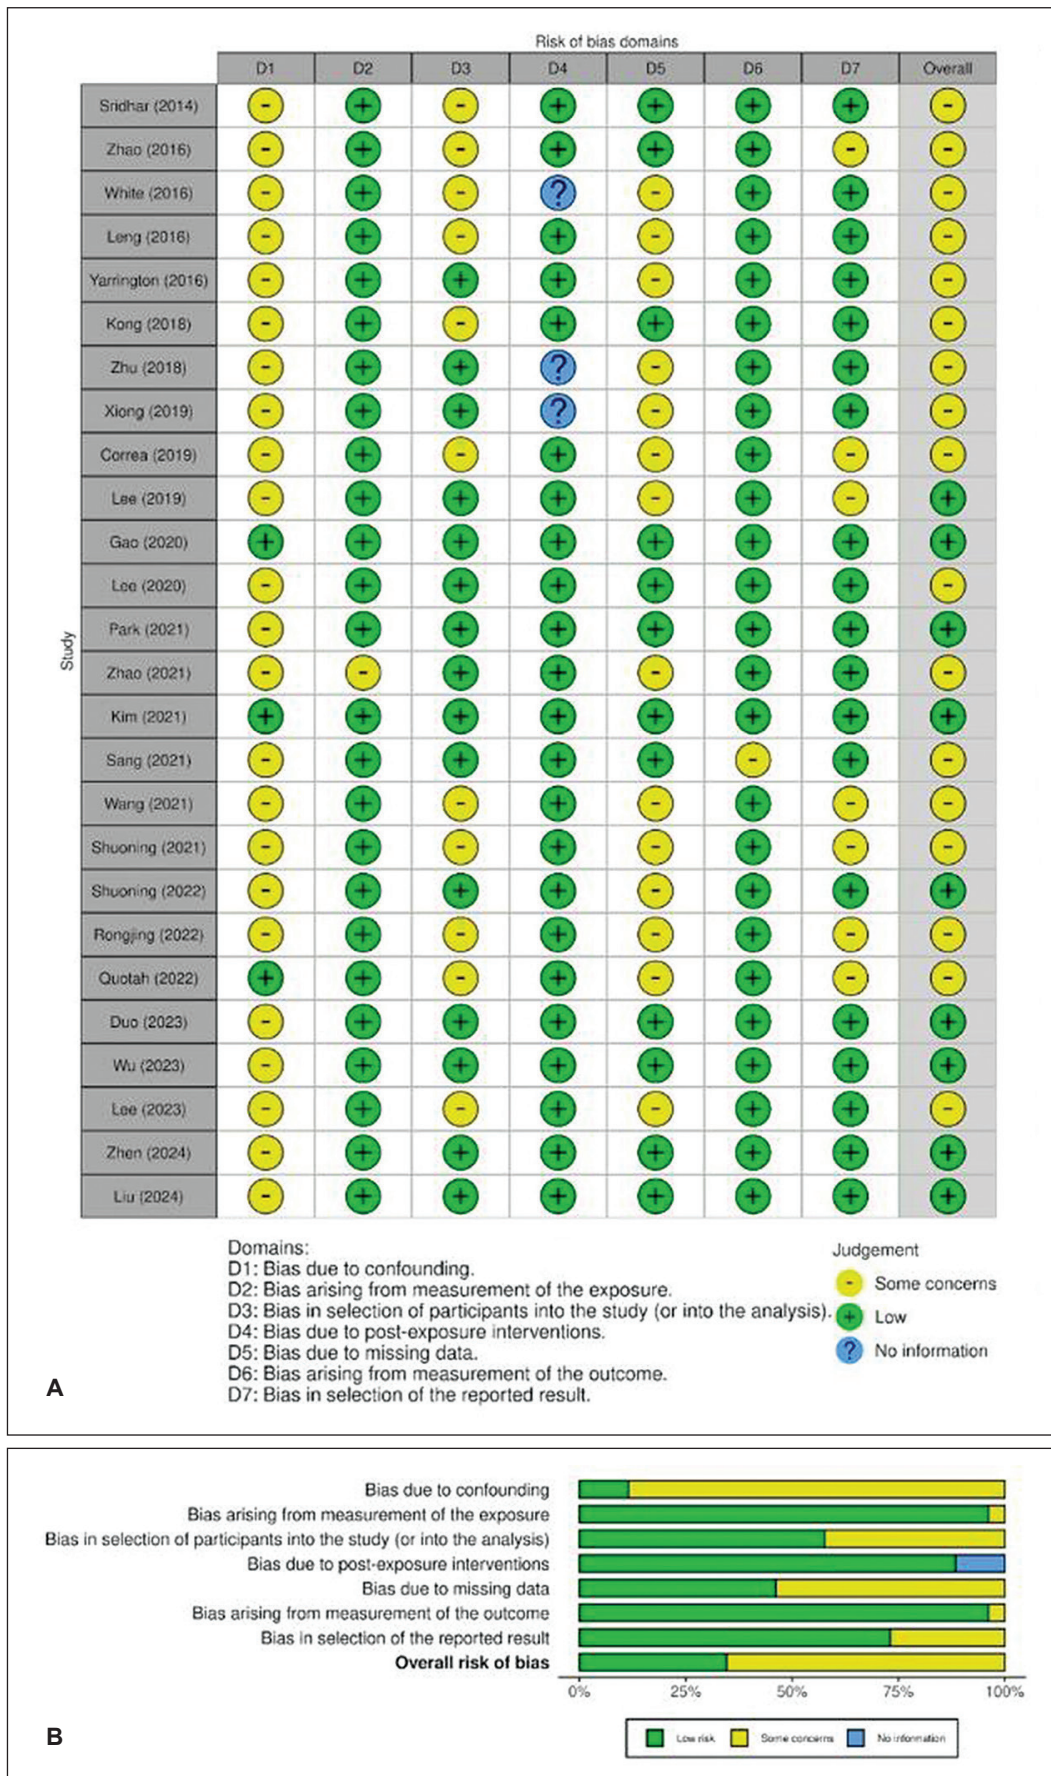 Risk of bias domains
D1 D2 D3 D4 D5 D6 D7 Overall
Study
Sridhar (2014) - + - + + + + -
Zhao (2016) - + - + + + - -
White (2016) - + - ? - + + -
Leng (2016) - + - + - + + -
Yarrington (2016) - + + + - + + -
Kong (2018) - + - + + + + -
Zhu (2018) - + + ? - + + -
Xiong (2019) - + + ? - + + -
Correa (2019) - + - + - + - -
Lee (2019) - + + + - + - +
Gao (2020) + + + + + + + +
Lee (2020) - + + + + + + -
Park (2021) - + + + + + + +
Zhao (2021) - - + + - + + -
Kim (2021) + + + + + + + +
Sang (2021) - + + + + - + -
Wang (2021) - + - + - + - -
Shuoning (2021) - + - + - + - -
Shuoning (2022) - + + + - + + +
Rongjing (2022) - + - + - + - -
Quotah (2022) + + - + - + - -
Duo (2023) - + + + + + + +
Wu (2023) - + + + + + + +
Lee (2023) - + - + - + + -
Zhen (2024) - + + + + + + +
Liu (2024) - + + + + + + +
Domains:
D1: Bias due to confounding.
D2: Bias arising from measurement of the exposure.
D3: Bias in selection of participants into the study (or into the analysis).
D4: Bias due to post-exposure interventions.
D5: Bias due to missing data.
D6: Bias arising from measurement of the outcome.
D7: Bias in selection of the reported result.
Judgement
- Some concerns
+ Low
? No information
A
Bias due to confounding
Bias arising from measurement of the exposure
Bias in selection of participants into the study (or into the analysis)
Bias due to post-exposure interventions
Bias due to missing data
Bias arising from measurement of the outcome
Bias in selection of the reported result
Overall risk of bias
0% 25% 50% 75% 100%
Low risk Some concerns No information
B